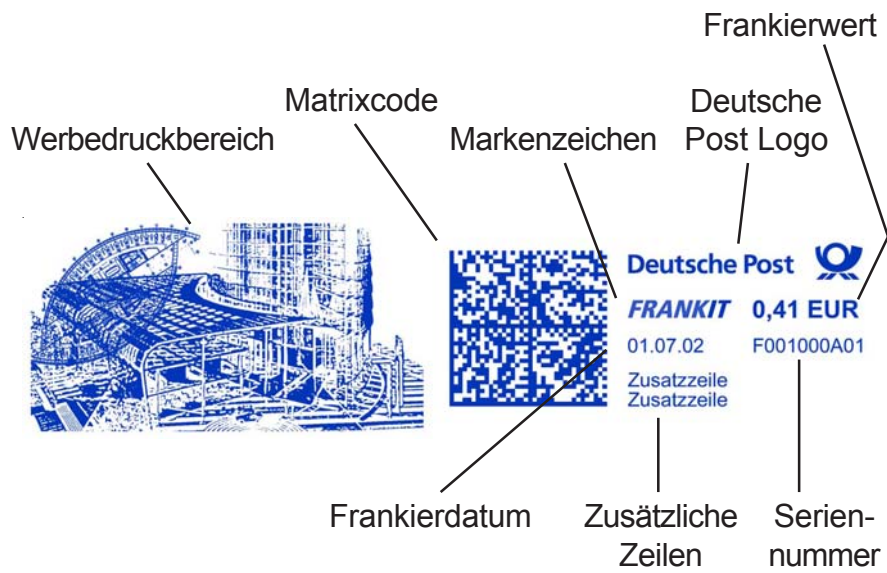 Frankierwert
Matrixcode
Deutsche
Post Logo
Werbedruckbereich
Markenzeichen
Deutsche Post
FRANKIT 0,41 EUR
01.07.02 F001000A01
Zusatzzeile
Zusatzzeile
Frankierdatum
Zusätzliche
Zeilen
Serien-
nummer